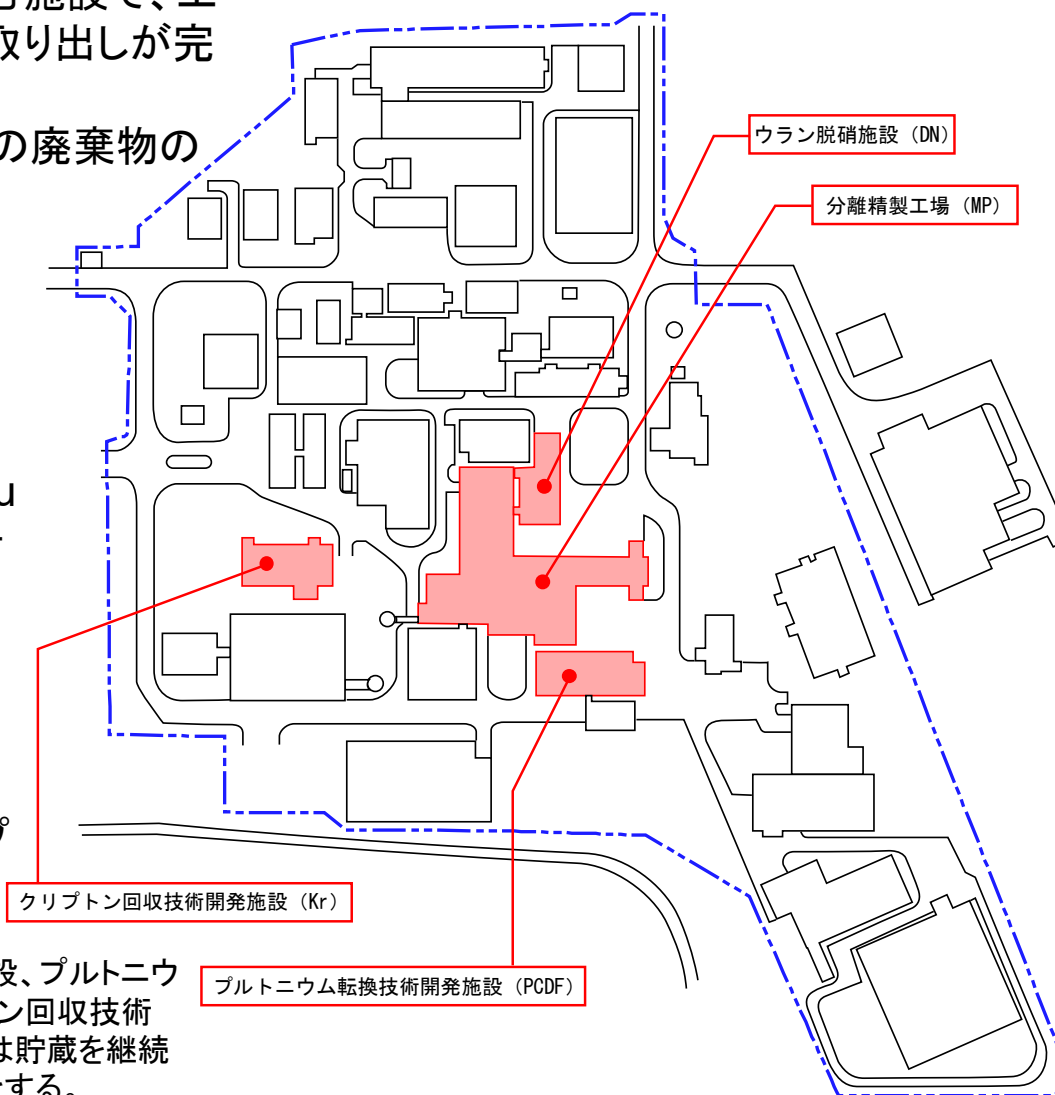 施設で、工
取り出しが完
の廃棄物の
ウラン脱硝施設（DN）
分離精製工場（MP）
u
プ
クリプトン回収技術開発施設（Kr）
設、プルトニウ
ン回収技術
は貯蔵を継続
する。
プルトニウム転換技術開発施設（PCDF）